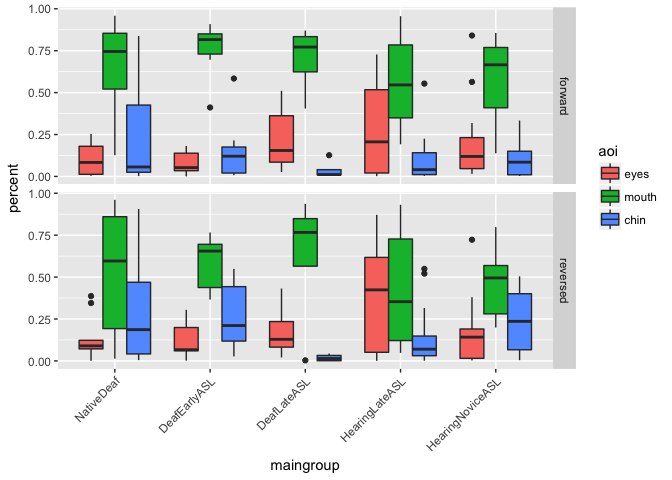 1.00
0.75
0.50
0.25
0.00
forward
1.00
0.75
0.50
0.25
0.00
reversed
percent
NativeDeaf
DeafEarlyASL
DeafLateASL
HearingLateASL
HearingNoviceASL
maingroup
aoi
eyes
mouth
chin